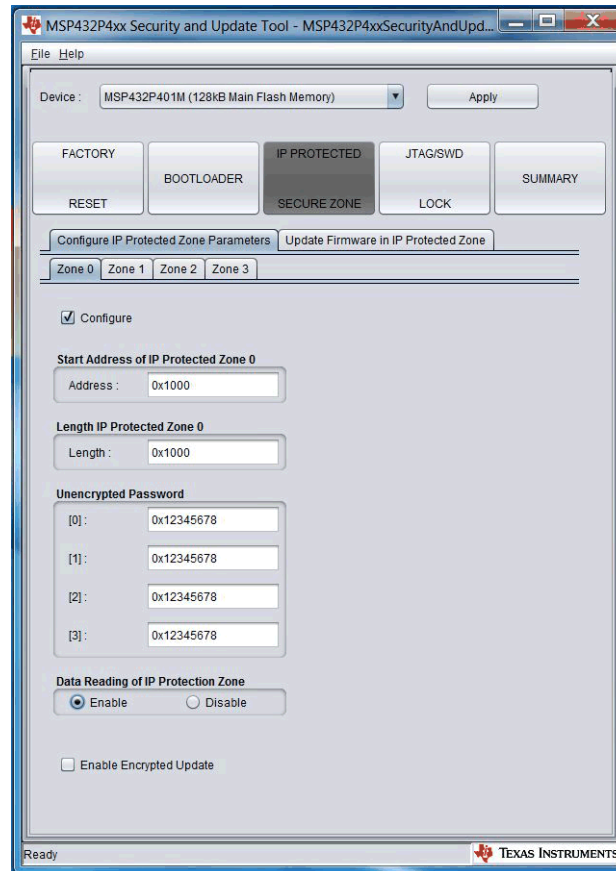 MSP432P4xx Security and Update Tool - MSP432P4xxSecurityAndUpd...
File Help
Device : MSP432P401M (128kB Main Flash Memory) Apply
FACTORY RESET
BOOTLOADER
IP PROTECTED SECURE ZONE
JTAG/SWD LOCK
SUMMARY
Configure IP Protected Zone Parameters Update Firmware in IP Protected Zone
Zone 0 Zone 1 Zone 2 Zone 3
Configure
Start Address of IP Protected Zone 0
Address : 0x1000
Length IP Protected Zone 0
Length : 0x1000
Unencrypted Password
[0] : 0x12345678
[1] : 0x12345678
[2] : 0x12345678
[3] : 0x12345678
Data Reading of IP Protection Zone
Enable Disable
Enable Encrypted Update
Ready TEXAS INSTRUMENTS